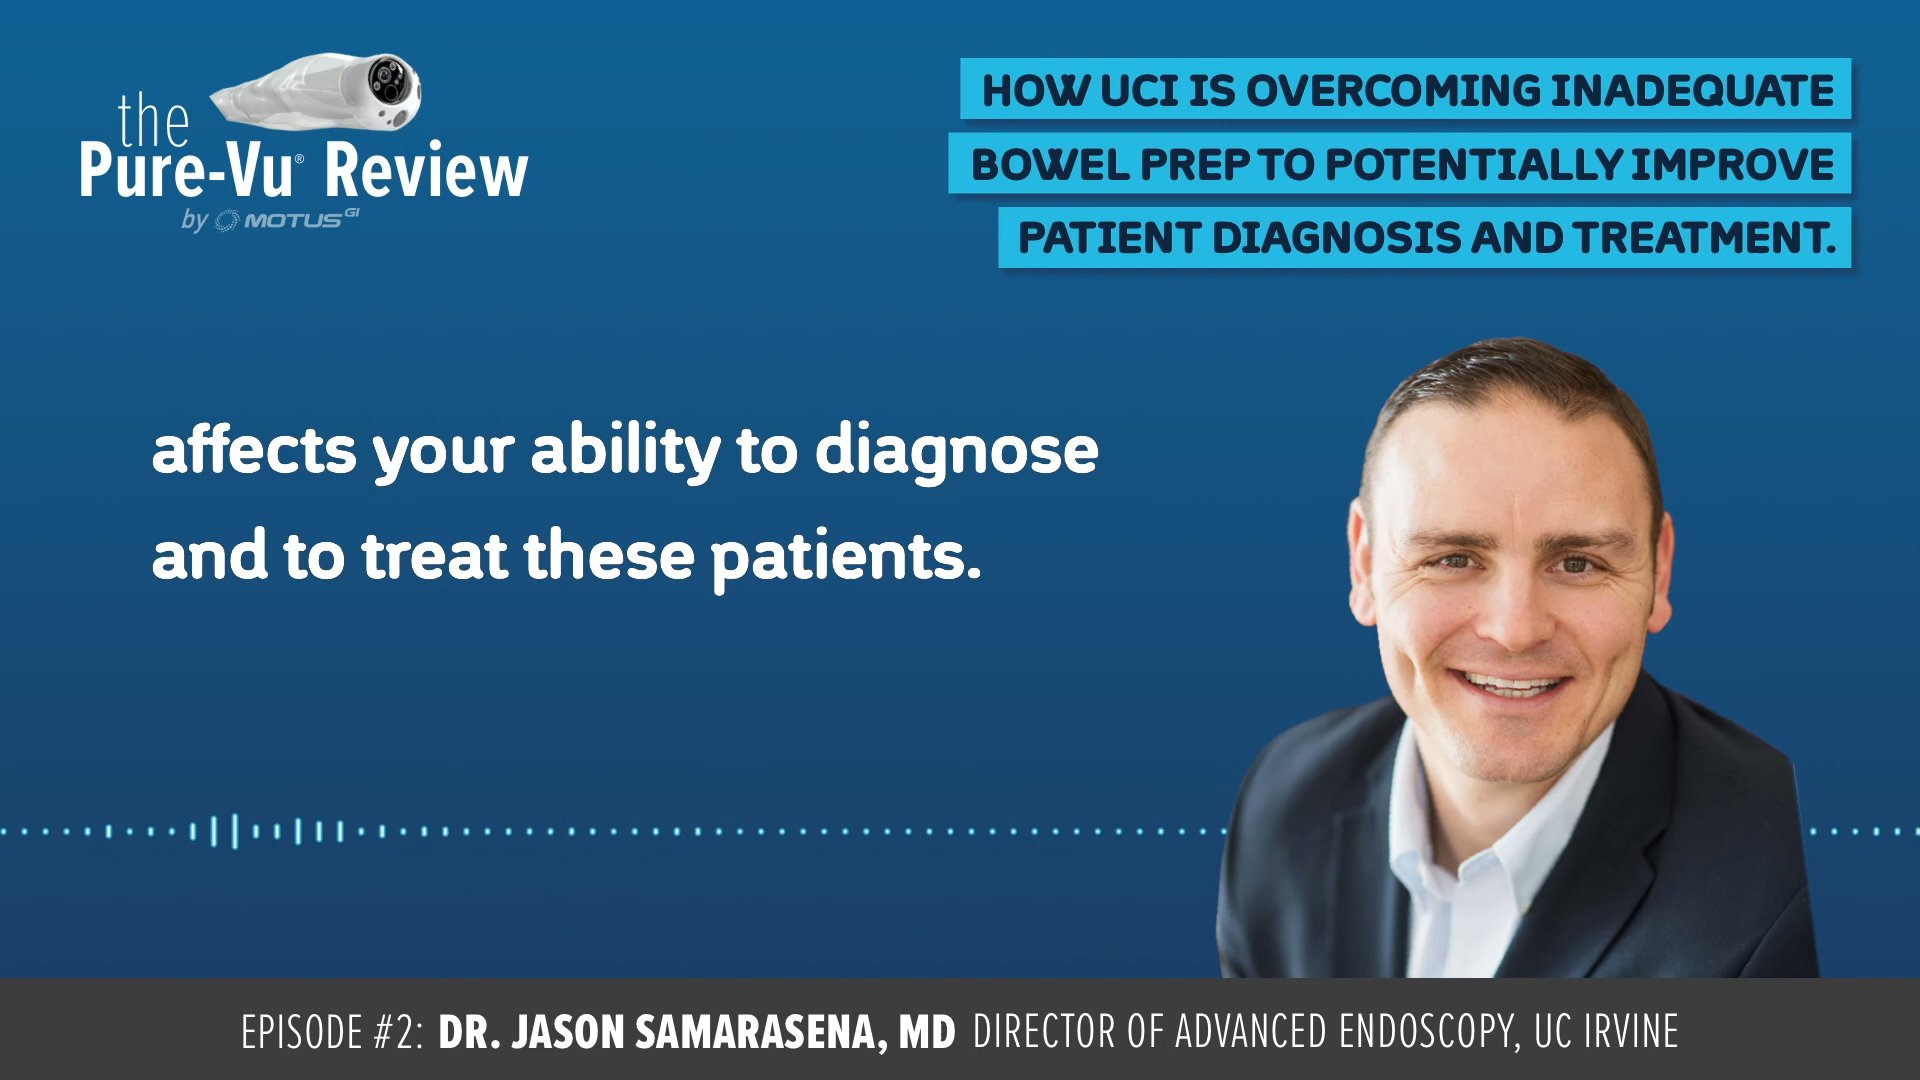 the
Pure-Vu® Review
by MOTUS GI
HOW UCI IS OVERCOMING INADEQUATE
BOWEL PREP TO POTENTIALLY IMPROVE
PATIENT DIAGNOSIS AND TREATMENT.
affects your ability to diagnose
and to treat these patients.
EPISODE #2: DR. JASON SAMARASENA, MD DIRECTOR OF ADVANCED ENDOSCOPY, UC IRVINE